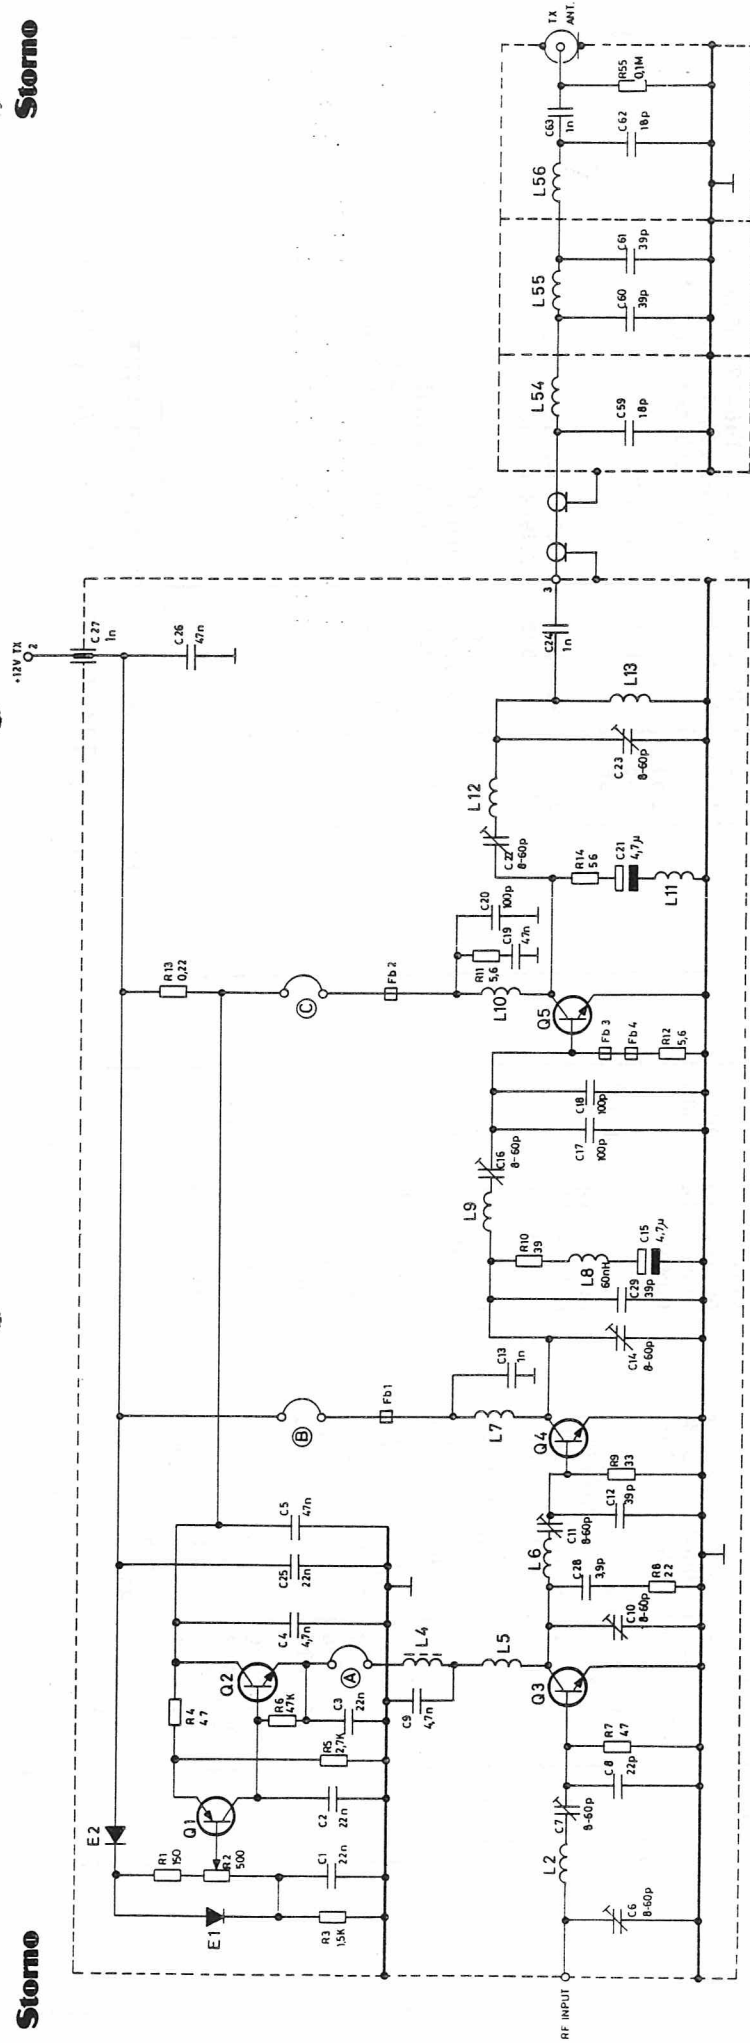 Storno
Storno
+12V TX
2
C27
1n
C26
47n
E2
R13
0,22
R1
150
R2
500
E1
R3
1,5K
C1
22n
Q1
C2
22n
R4
47
R5
2,7K
R6
47K
Q2
C3
22n
C4
4,7n
C25
22n
C5
47n
A
B
C
L4
C9
4,7n
L5
Fb1
Fb2
C13
1n
L7
R11
5,6
C19
47n
C20
100p
L10
RF INPUT
C6
8-60p
L2
C7
8-60p
C8
22p
R7
47
Q3
C10
8-60p
C28
3,9p
R8
22
L6
C11
8-60p
C12
39p
R9
33
Q4
C14
8-60p
C29
39p
R10
39
L8
60nH
C15
4,7µ
L9
C16
8-60p
C17
100p
C18
100p
Fb3
Fb4
R12
5,6
Q5
R14
56
C21
4,7µ
L11
C22
8-60p
L12
C23
8-60p
L13
C24
1n
3
C59
18p
L54
C60
39p
L55
C61
39p
L56
C62
18p
C63
1n
R55
0,1M
TX
ANT.